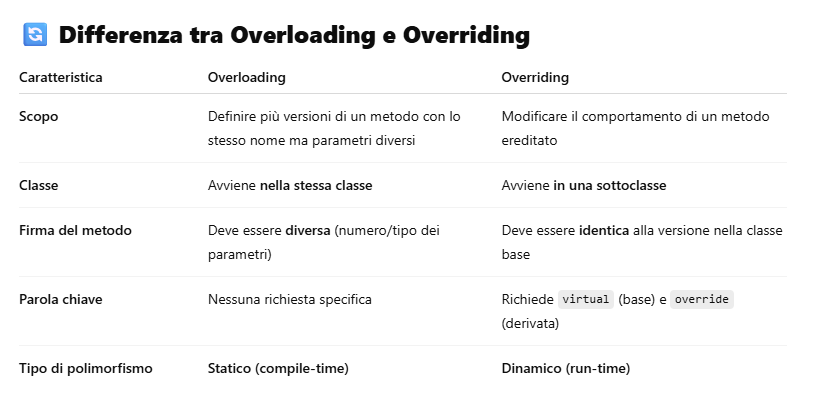 🔄 Differenza tra Overloading e Overriding
Caratteristica Overloading Overriding
Scopo Definire più versioni di un metodo con lo Modificare il comportamento di un metodo
stesso nome ma parametri diversi ereditato
Classe Avviene nella stessa classe Avviene in una sottoclasse
Firma del metodo Deve essere diversa (numero/tipo dei Deve essere identica alla versione nella classe
parametri) base
Parola chiave Nessuna richiesta specifica Richiede virtual (base) e override
(derivata)
Tipo di polimorfismo Statico (compile-time) Dinamico (run-time)